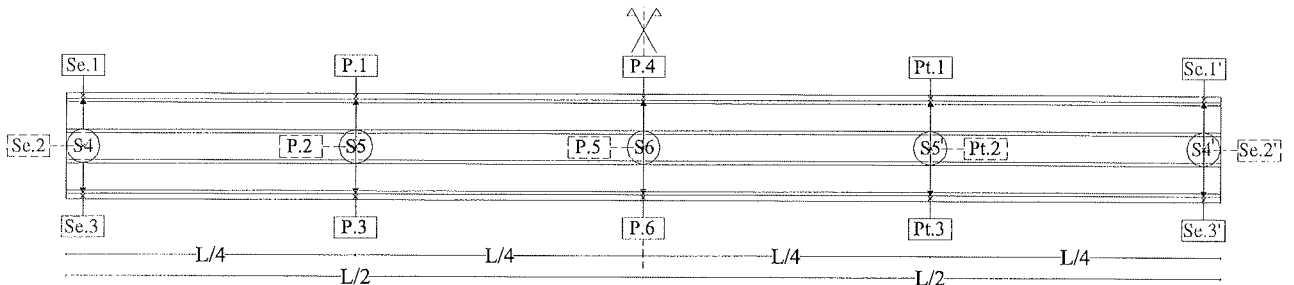 Se.1 P.1 P.4 Pt.1 Se.1'
Se.2 S4 P.2 S5 P.5 S6 S5' Pt.2 S4' Se.2'
Se.3 P.3 P.6 Pt.3 Se.3'
L/4 L/4 L/4 L/4
L/2 L/2